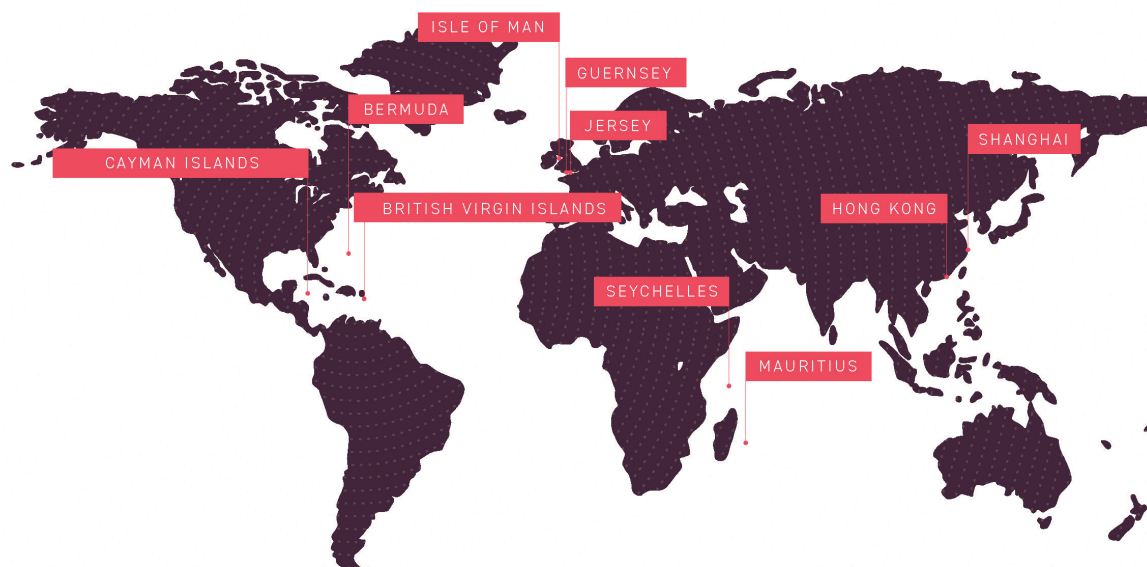 ISLE OF MAN
GUERNSEY
BERMUDA
JERSEY
SHANGHAI
CAYMAN ISLANDS
BRITISH VIRGIN ISLANDS
HONG KONG
SEYCHELLES
MAURITIUS